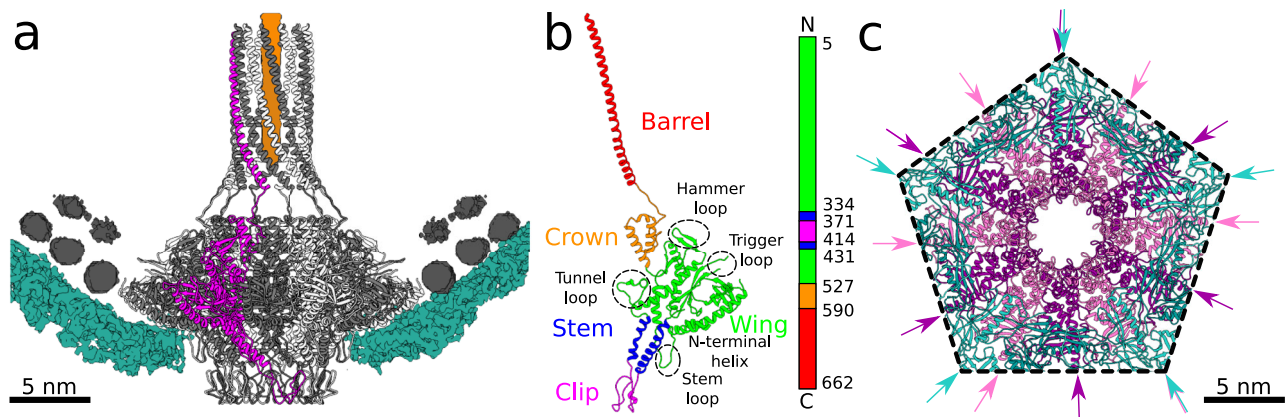 a
5 nm
b
Barrel
Hammer
loop
Crown
Trigger
loop
Tunnel
loop
Stem
Wing
N-terminal
helix
Clip
Stem
loop
N
5
334
371
414
431
527
590
662
C
c
5 nm